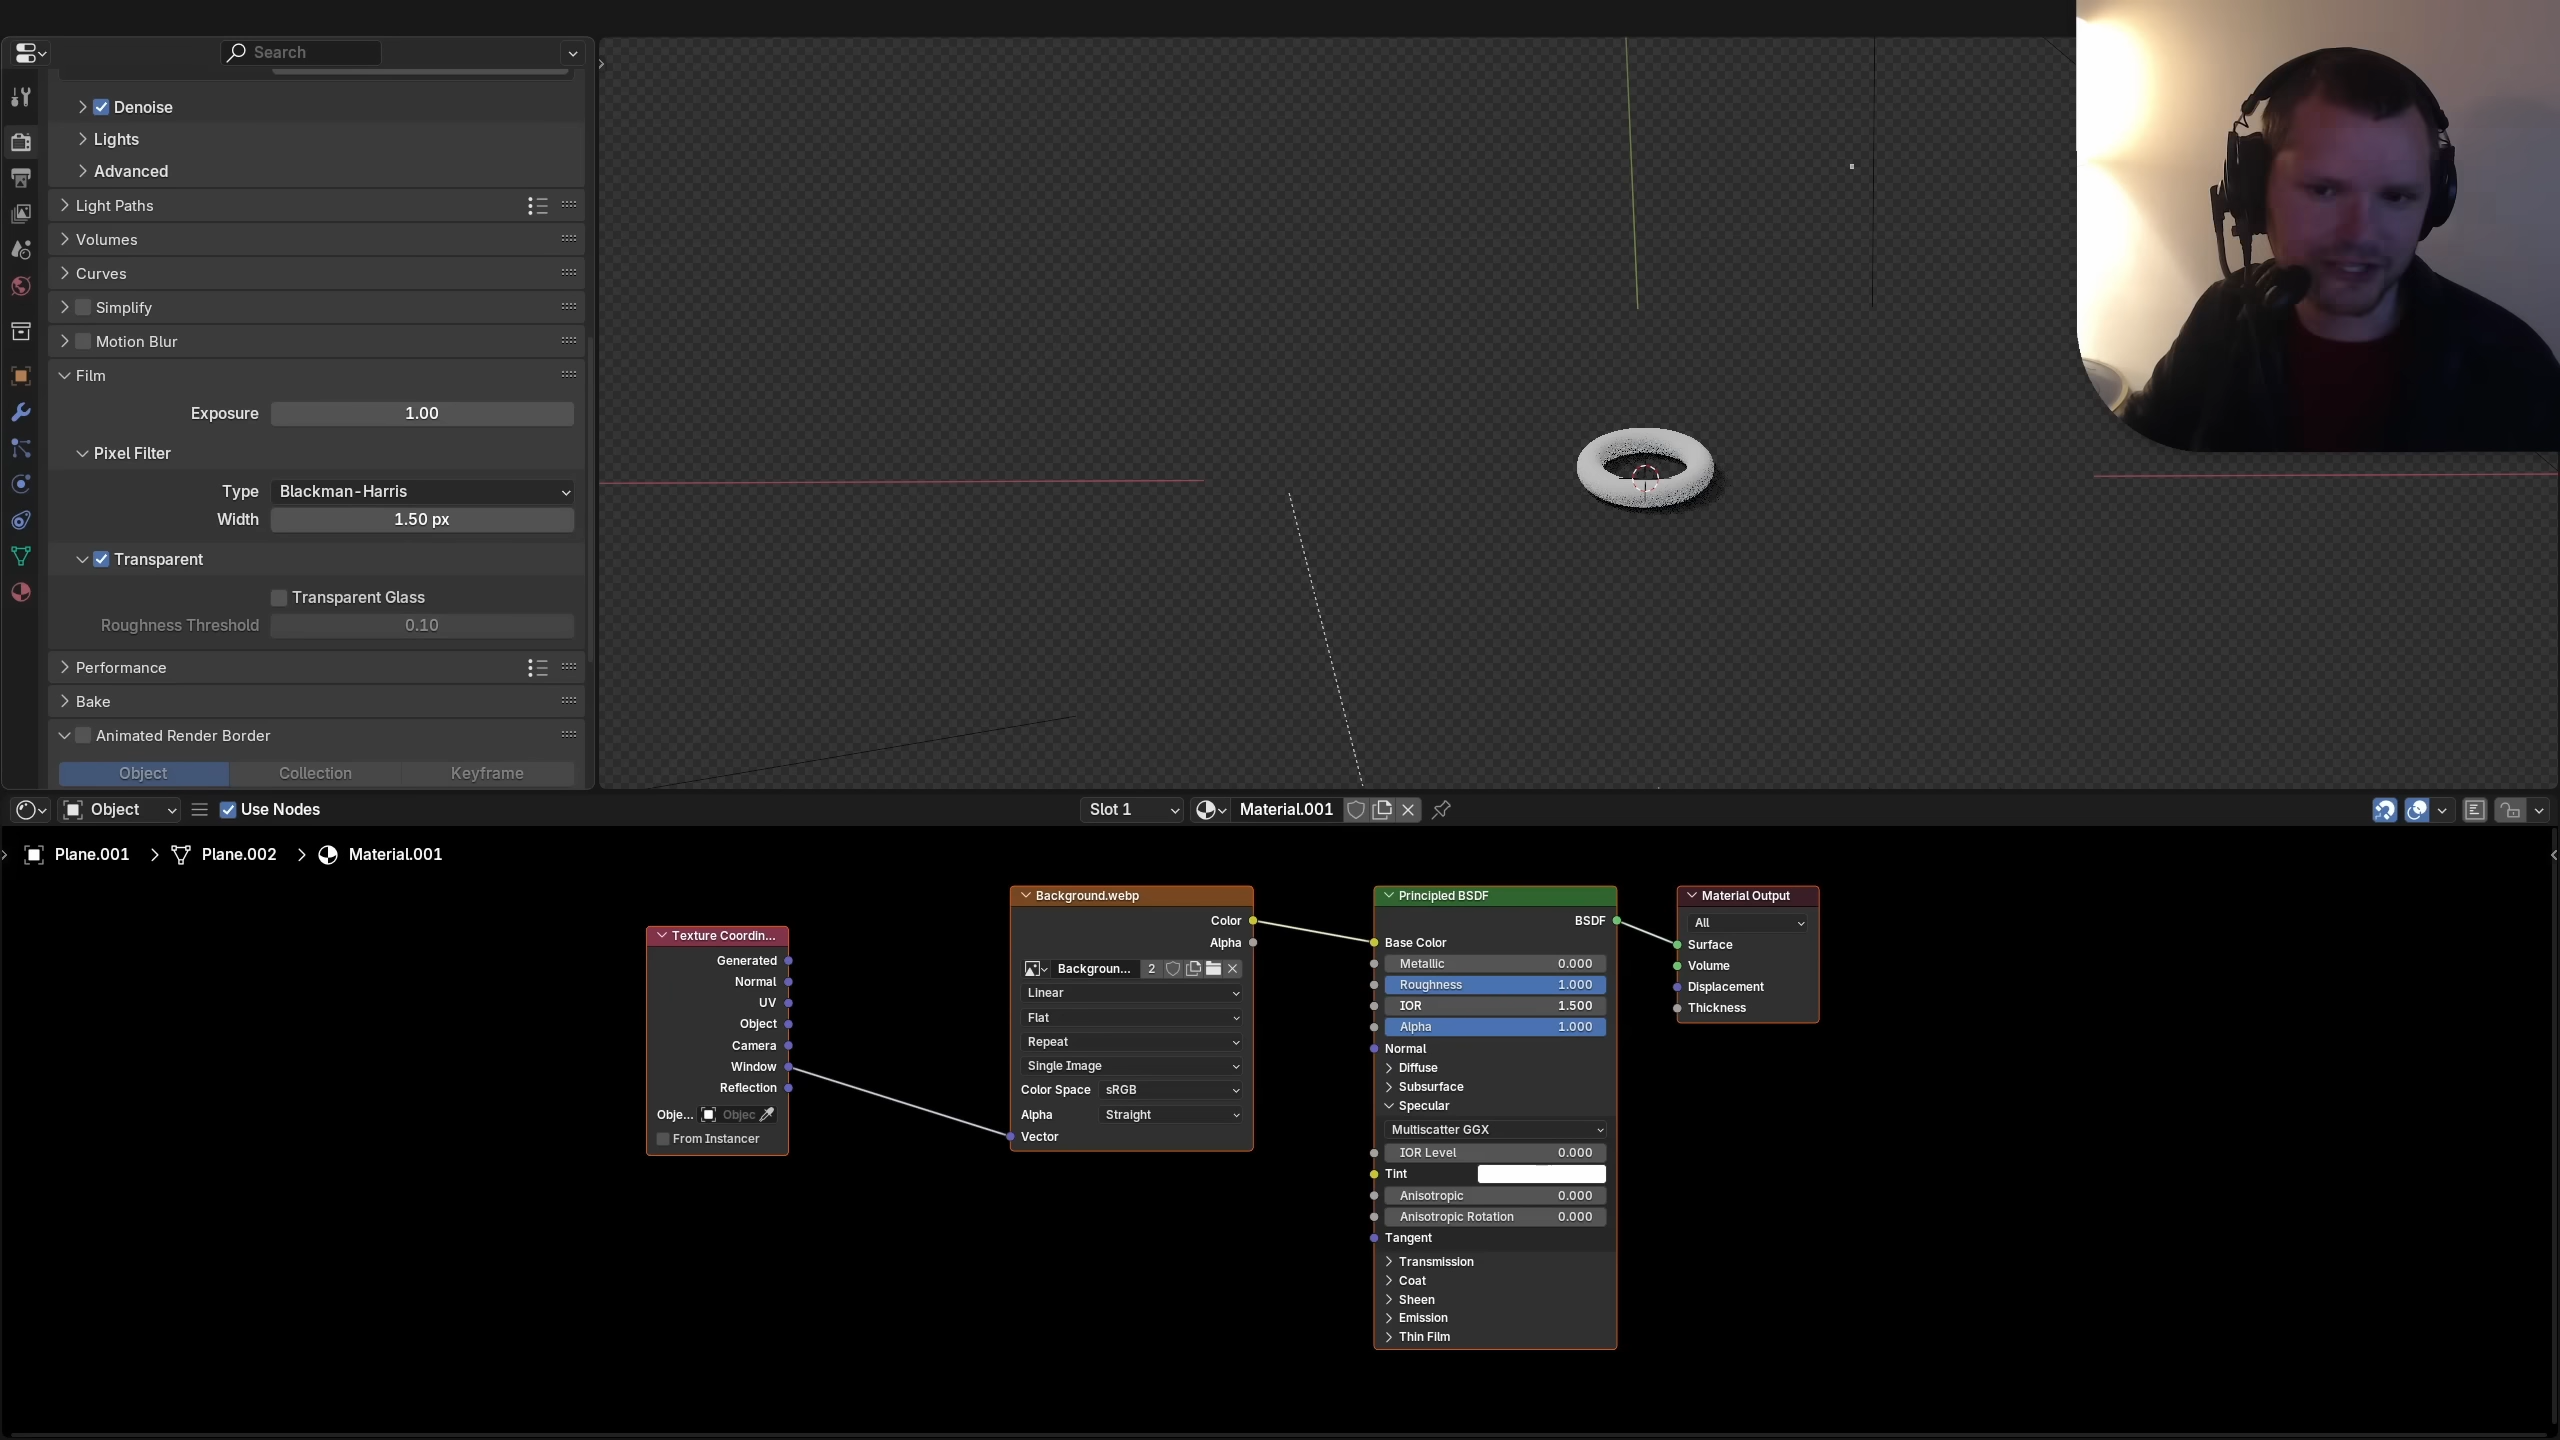 Search
Denoise
Lights
Advanced
Light Paths
Volumes
Curves
Simplify
Motion Blur
Film
Exposure 1.00
Pixel Filter
Type Blackman-Harris
Width 1.50 px
Transparent
Transparent Glass
Roughness Threshold 0.10
Performance
Bake
Animated Render Border
Object Collection Keyframe
Object Use Nodes Slot 1 Material.001
Plane.001 Plane.002 Material.001
Texture Coordin...
Generated
Normal
UV
Object
Camera
Window
Reflection
Obje... Objec
From Instancer
Background.webp
Color
Alpha
Backgroun... 2
Linear
Flat
Repeat
Single Image
Color Space sRGB
Alpha Straight
Vector
Principled BSDF
BSDF
Base Color
Metallic 0.000
Roughness 1.000
IOR 1.500
Alpha 1.000
Normal
Diffuse
Subsurface
Specular
Multiscatter GGX
IOR Level 0.000
Tint
Anisotropic 0.000
Anisotropic Rotation 0.000
Tangent
Transmission
Coat
Sheen
Emission
Thin Film
Material Output
All
Surface
Volume
Displacement
Thickness